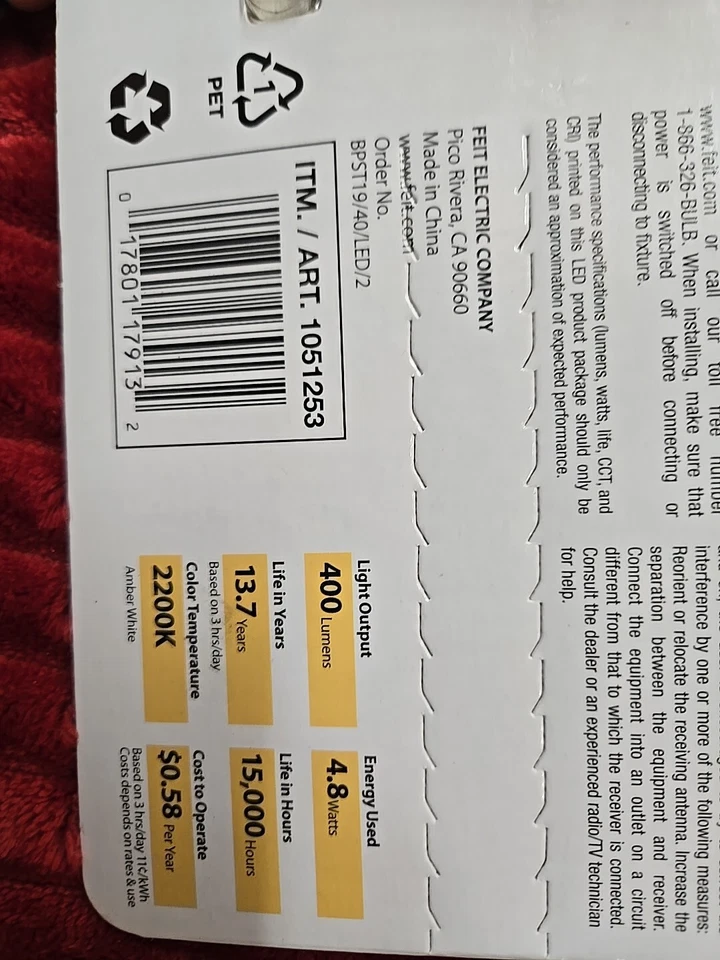 www.feit.com or call our toll free number
1-866-326-BULB. When installing, make sure that
power is switched off before connecting or
disconnecting to fixture.
The performance specifications (lumens, watts, life, CCT, and
CRI) printed on this LED product package should only be
considered an approximation of expected performance.
FEIT ELECTRIC COMPANY
Pico Rivera, CA 90660
Made in China
www.feit.com
Order No.
BPST19/40/LED/2
1
PET
ITM. / ART. 1051253
0 17801 17913 2
interference by one or more of the following measures:
Reorient or relocate the receiving antenna. Increase the
separation between the equipment and receiver.
Connect the equipment into an outlet on a circuit
different from that to which the receiver is connected.
Consult the dealer or an experienced radio/TV technician
for help.
Light Output
400 Lumens
Energy Used
4.8 Watts
Life in Years
13.7 Years
Based on 3 hrs/day
Life in Hours
15,000 Hours
Color Temperature
2200K
Amber White
Cost to Operate
$0.58 Per Year
Based on 3 hrs/day 11¢/kWh
Costs depends on rates & use